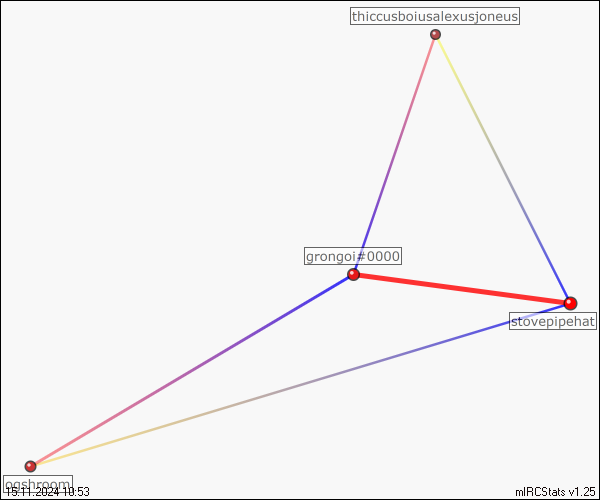 thiccusboiusalexusjoneus
grongoi#0000
stovepipehat
ogshroom
15.11.2024 10:53
mIRCStats v1.25